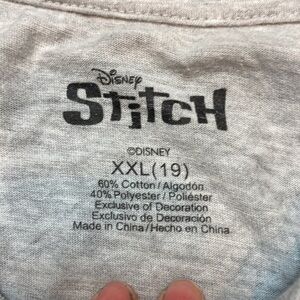 Disney
Stitch
©DISNEY
XXL(19)
60% Cotton / Algodón
40% Polyester / Poliéster
Exclusive of Decoration
Exclusivo de Decoración
Made in China / Hecho en China